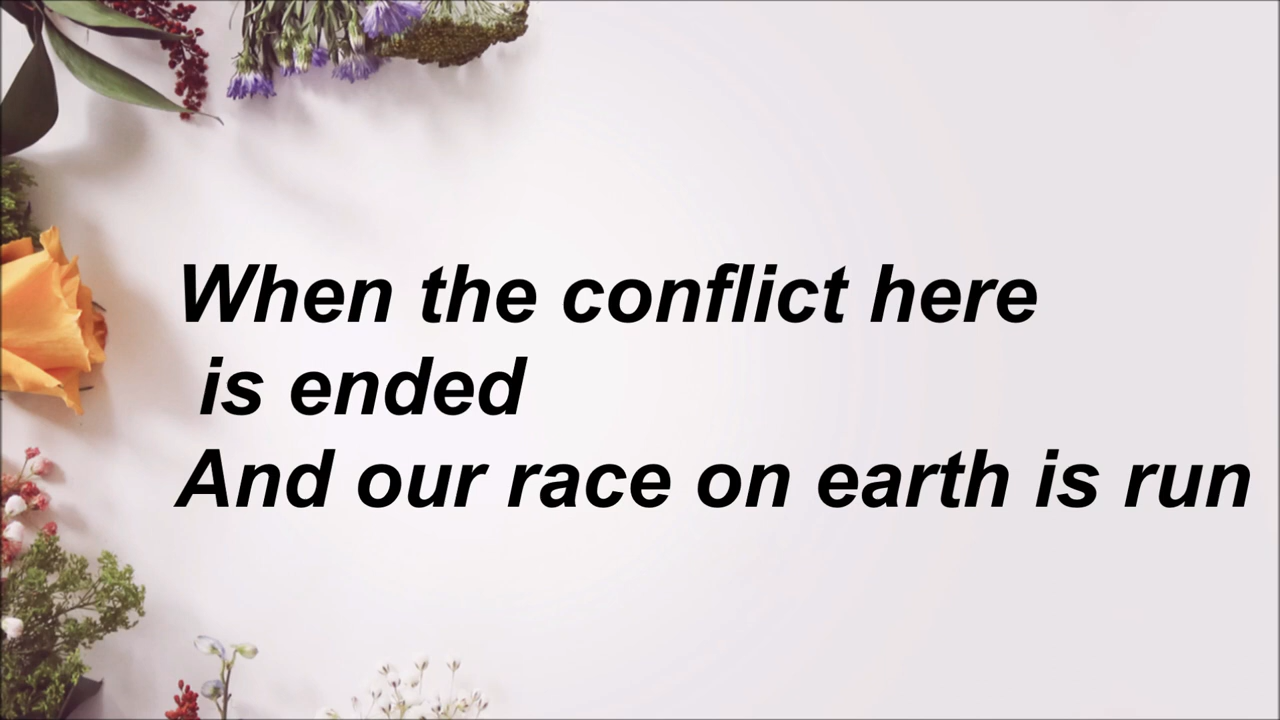 When the conflict here
is ended
And our race on earth is run